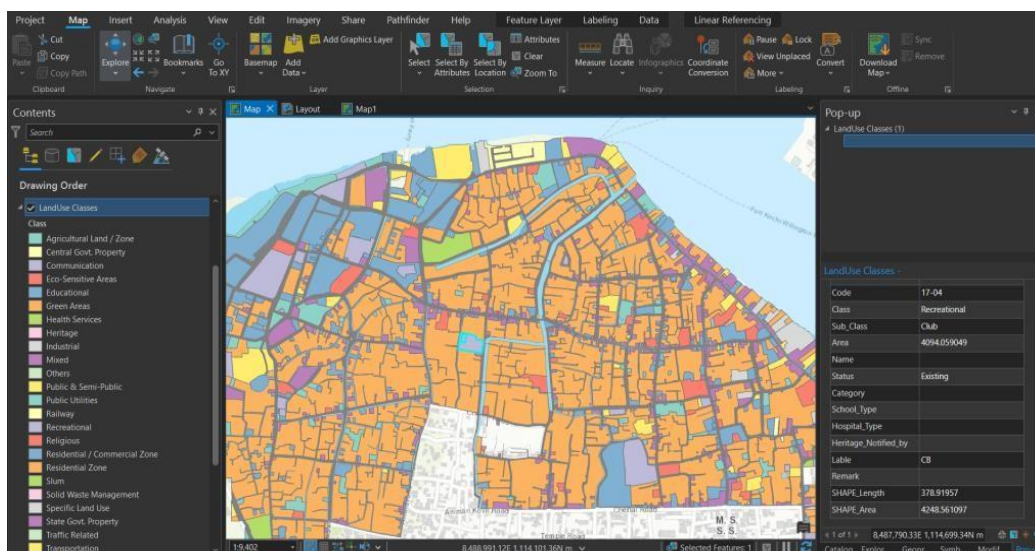 Project Map Insert Analysis View Edit Imagery Share Pathfinder Help Feature Layer Labeling Data Linear Referencing
Cut
Copy
Copy Path
Paste
Clipboard
Explore
Bookmarks
Go To XY
Navigate
Basemap
Add Data
Add Graphics Layer
Layer
Select
Select By Attributes
Select By Location
Attributes
Clear
Zoom To
Selection
Measure
Locate
Infographics
Coordinate Conversion
Inquiry
Pause
Lock
View Unplaced
More
Convert
Labeling
Download Map
Sync
Remove
Offline
Contents
Search
Drawing Order
LandUse Classes
Class
Agricultural Land / Zone
Central Govt. Property
Communication
Eco-Sensitive Areas
Educational
Green Areas
Health Services
Heritage
Industrial
Mixed
Others
Public & Semi-Public
Public Utilities
Railway
Recreational
Religious
Residential / Commercial Zone
Residential Zone
Slum
Solid Waste Management
Specific Land Use
State Govt. Property
Traffic Related
Transportation
Map Layout Map1
Temple Road
M. S.
S. S.
1:9,402
8,488,991.12E 1,114,101.36N m
Selected Features: 1
Pop-up
LandUse Classes (1)
LandUse Classes -
Code 17-04
Class Recreational
Sub_Class Club
Area 4094.059049
Name
Status Existing
Category
School_Type
Hospital_Type
Heritage_Notified_by
Lable CB
Remark
SHAPE_Length 378.91957
SHAPE_Area 4248.561097
1 of 1
8,487,790.33E 1,114,699.34N m
Catalog Explor... Geopr... Symb... Modif...